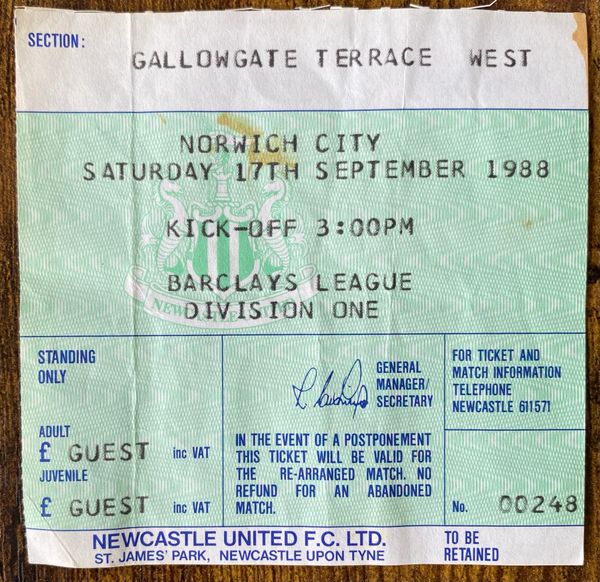 SECTION:
GALLOWGATE TERRACE WEST
NORWICH CITY
SATURDAY 17TH SEPTEMBER 1988
KICK-OFF 3:00PM
BARCLAYS LEAGUE
DIVISION ONE
STANDING
ONLY
ADULT
£ GUEST inc VAT
JUVENILE
£ GUEST inc VAT
GENERAL
MANAGER/
SECRETARY
IN THE EVENT OF A POSTPONEMENT
THIS TICKET WILL BE VALID FOR
THE RE-ARRANGED MATCH. NO
REFUND FOR AN ABANDONED
MATCH.
FOR TICKET AND
MATCH INFORMATION
TELEPHONE
NEWCASTLE 611571
No. 00248
NEWCASTLE UNITED F.C. LTD.
ST. JAMES' PARK, NEWCASTLE UPON TYNE
TO BE
RETAINED